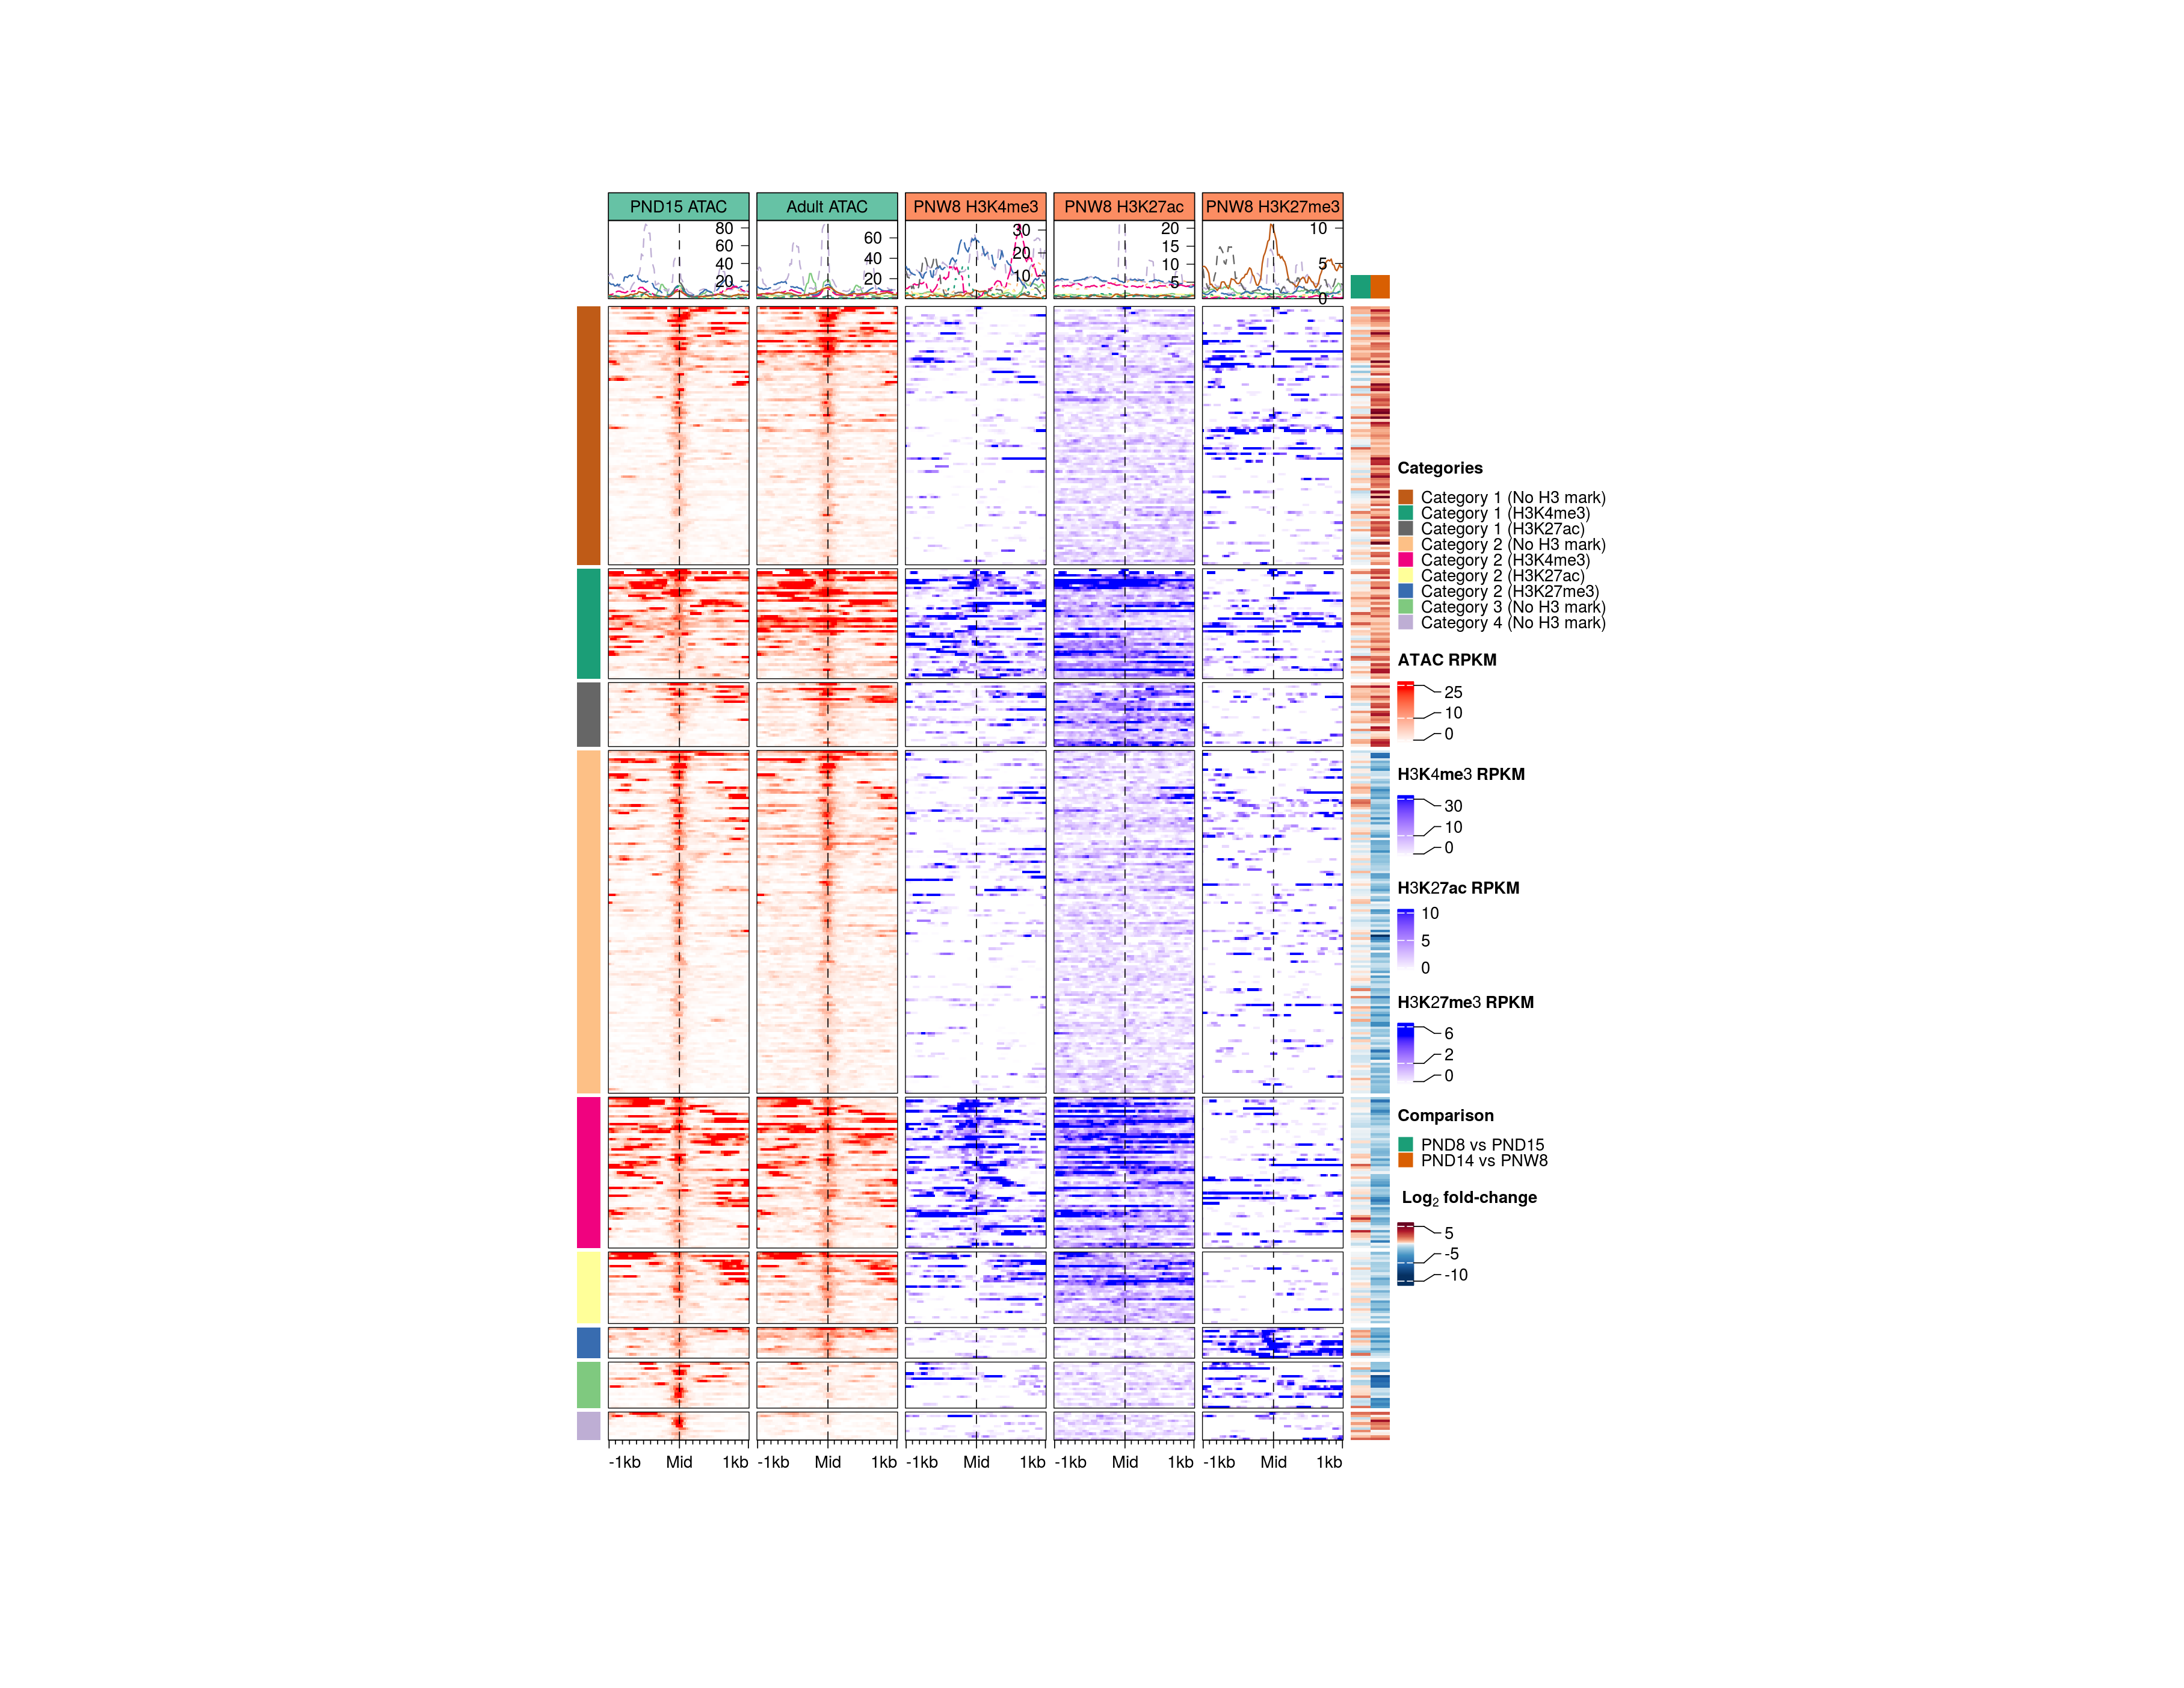 PND15 ATAC
Adult ATAC
PNW8 H3K4me3
PNW8 H3K27ac
PNW8 H3K27me3
80
60
40
20
60
40
20
30
20
10
20
15
10
5
10
5
0
Categories
Category 1 (No H3 mark)
Category 1 (H3K4me3)
Category 1 (H3K27ac)
Category 2 (No H3 mark)
Category 2 (H3K4me3)
Category 2 (H3K27ac)
Category 2 (H3K27me3)
Category 3 (No H3 mark)
Category 4 (No H3 mark)
ATAC RPKM
25
10
0
H3K4me3 RPKM
30
10
0
H3K27ac RPKM
10
5
0
H3K27me3 RPKM
6
2
0
Comparison
PND8 vs PND15
PND14 vs PNW8
Log2 fold-change
5
-5
-10
-1kb Mid 1kb
-1kb Mid 1kb
-1kb Mid 1kb
-1kb Mid 1kb
-1kb Mid 1kb